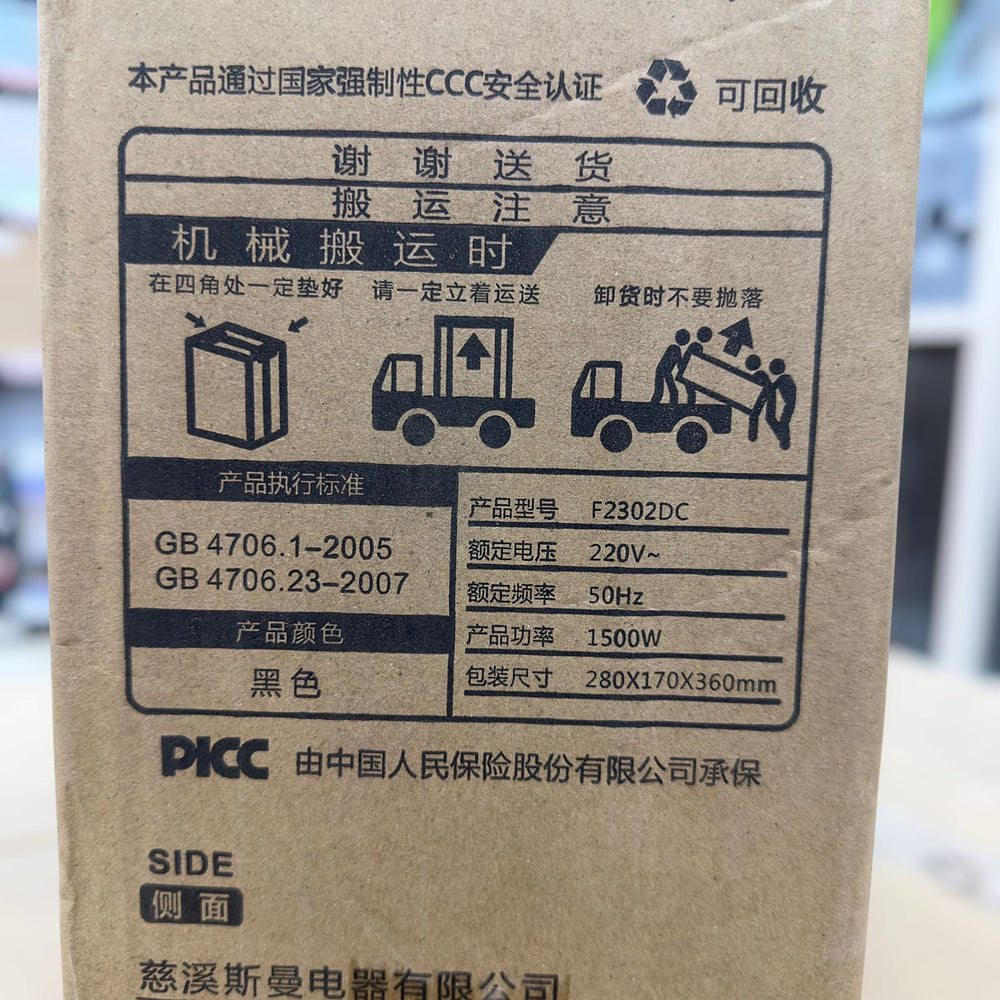 本产品通过国家强制性CCC安全认证 可回收
谢谢送货
搬运注意
机械搬运时
在四角处一定垫好 请一定立着运送 卸货时不要抛落
产品执行标准
GB 4706.1-2005
GB 4706.23-2007
产品颜色
黑色
产品型号 F2302DC
额定电压 220V~
额定频率 50Hz
产品功率 1500W
包装尺寸 280X170X360mm
PICC 由中国人民保险股份有限公司承保
SIDE
侧面
慈溪斯曼电器有限公司